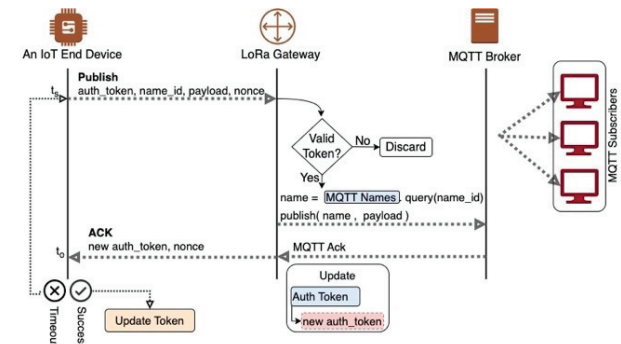 An IoT End Device
LoRa Gateway
MQTT Broker
Publish
auth_token, name_id, payload, nonce
ts
Valid
Token?
No
Discard
Yes
name = MQTT Names. query(name_id)
publish( name , payload )
ACK
new auth_token, nonce
MQTT Ack
to
Update
Auth Token
new auth_token
Timeou
Succes
Update Token
MQTT Subscribers